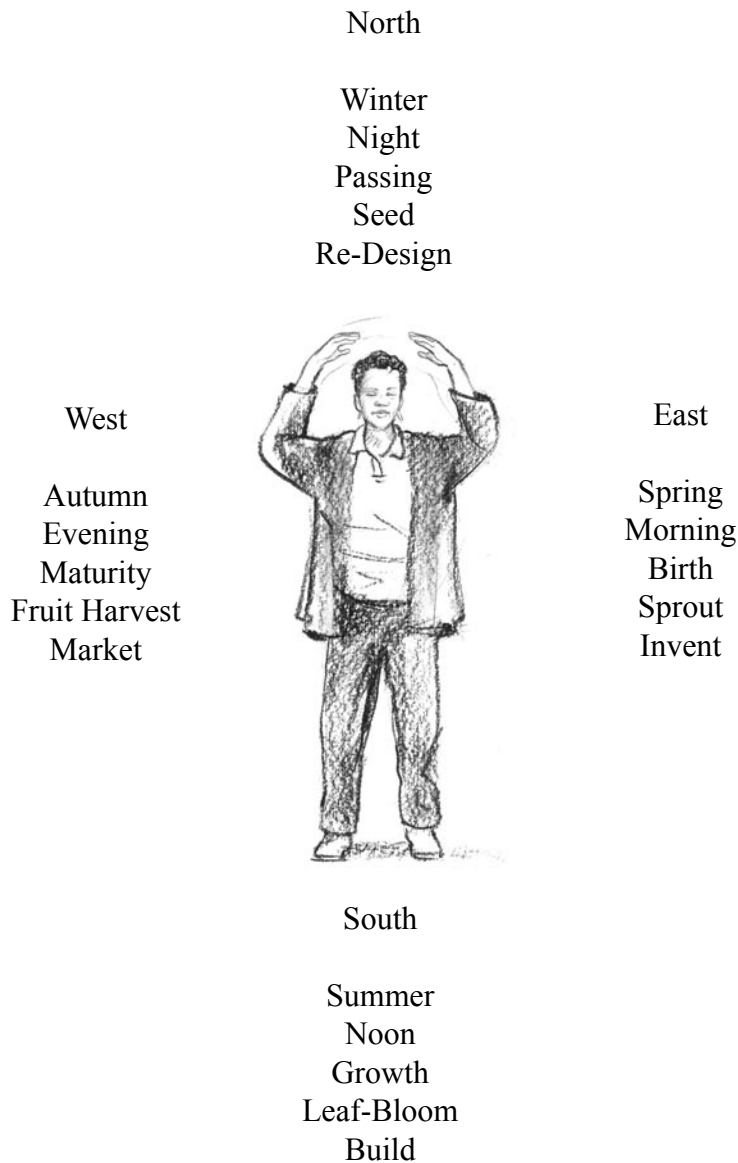 North
Winter
Night
Passing
Seed
Re-Design
West
Autumn
Evening
Maturity
Fruit Harvest
Market
East
Spring
Morning
Birth
Sprout
Invent
South
Summer
Noon
Growth
Leaf-Bloom
Build